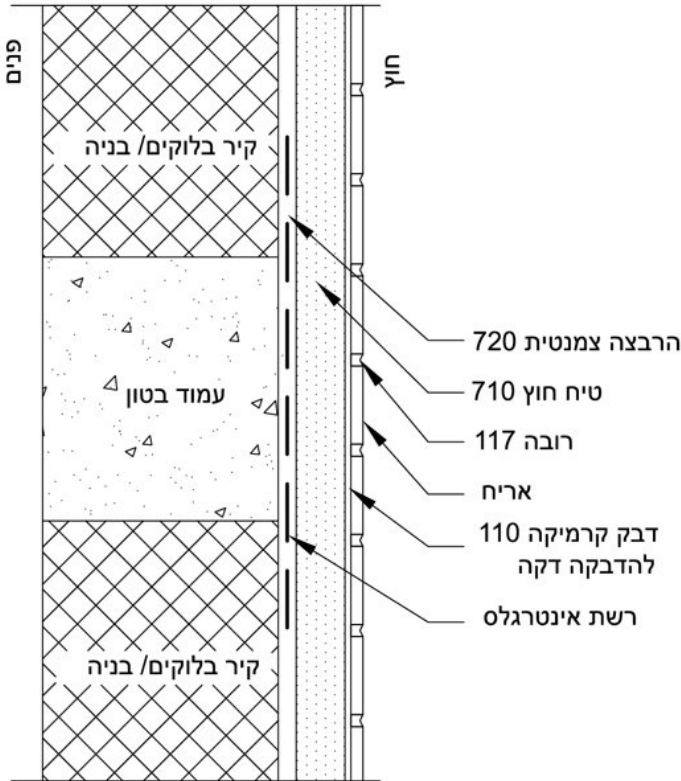 פנים
חוץ
קיר בלוקים/ בניה
עמוד בטון
קיר בלוקים/ בניה
הרבצה צמנטית 720
טיח חוץ 710
רובה 117
אריח
דבק קרמיקה 110
להדבקה דקה
רשת אינטרגלס